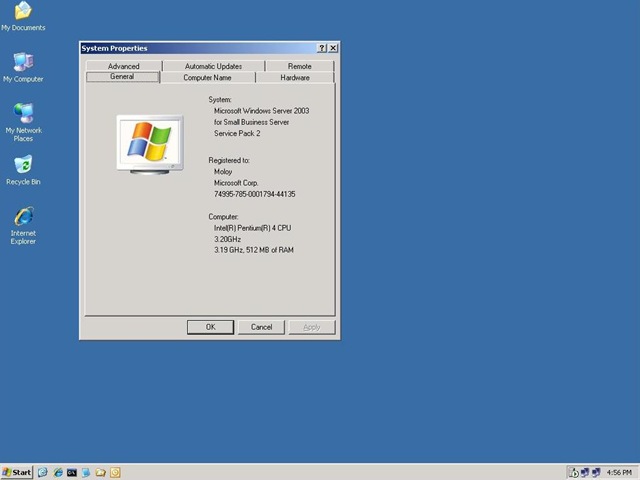 My Documents
My Computer
My Network
Places
Recycle Bin
Internet
Explorer
System Properties
Advanced
Automatic Updates
Remote
General
Computer Name
Hardware
System:
Microsoft Windows Server 2003
for Small Business Server
Service Pack 2
Registered to:
Moloy
Microsoft Corp.
74995-785-0001794-44135
Computer:
Intel(R) Pentium(R) 4 CPU
3.20GHz
3.19 GHz, 512 MB of RAM
OK
Cancel
Apply
Start
4:56 PM